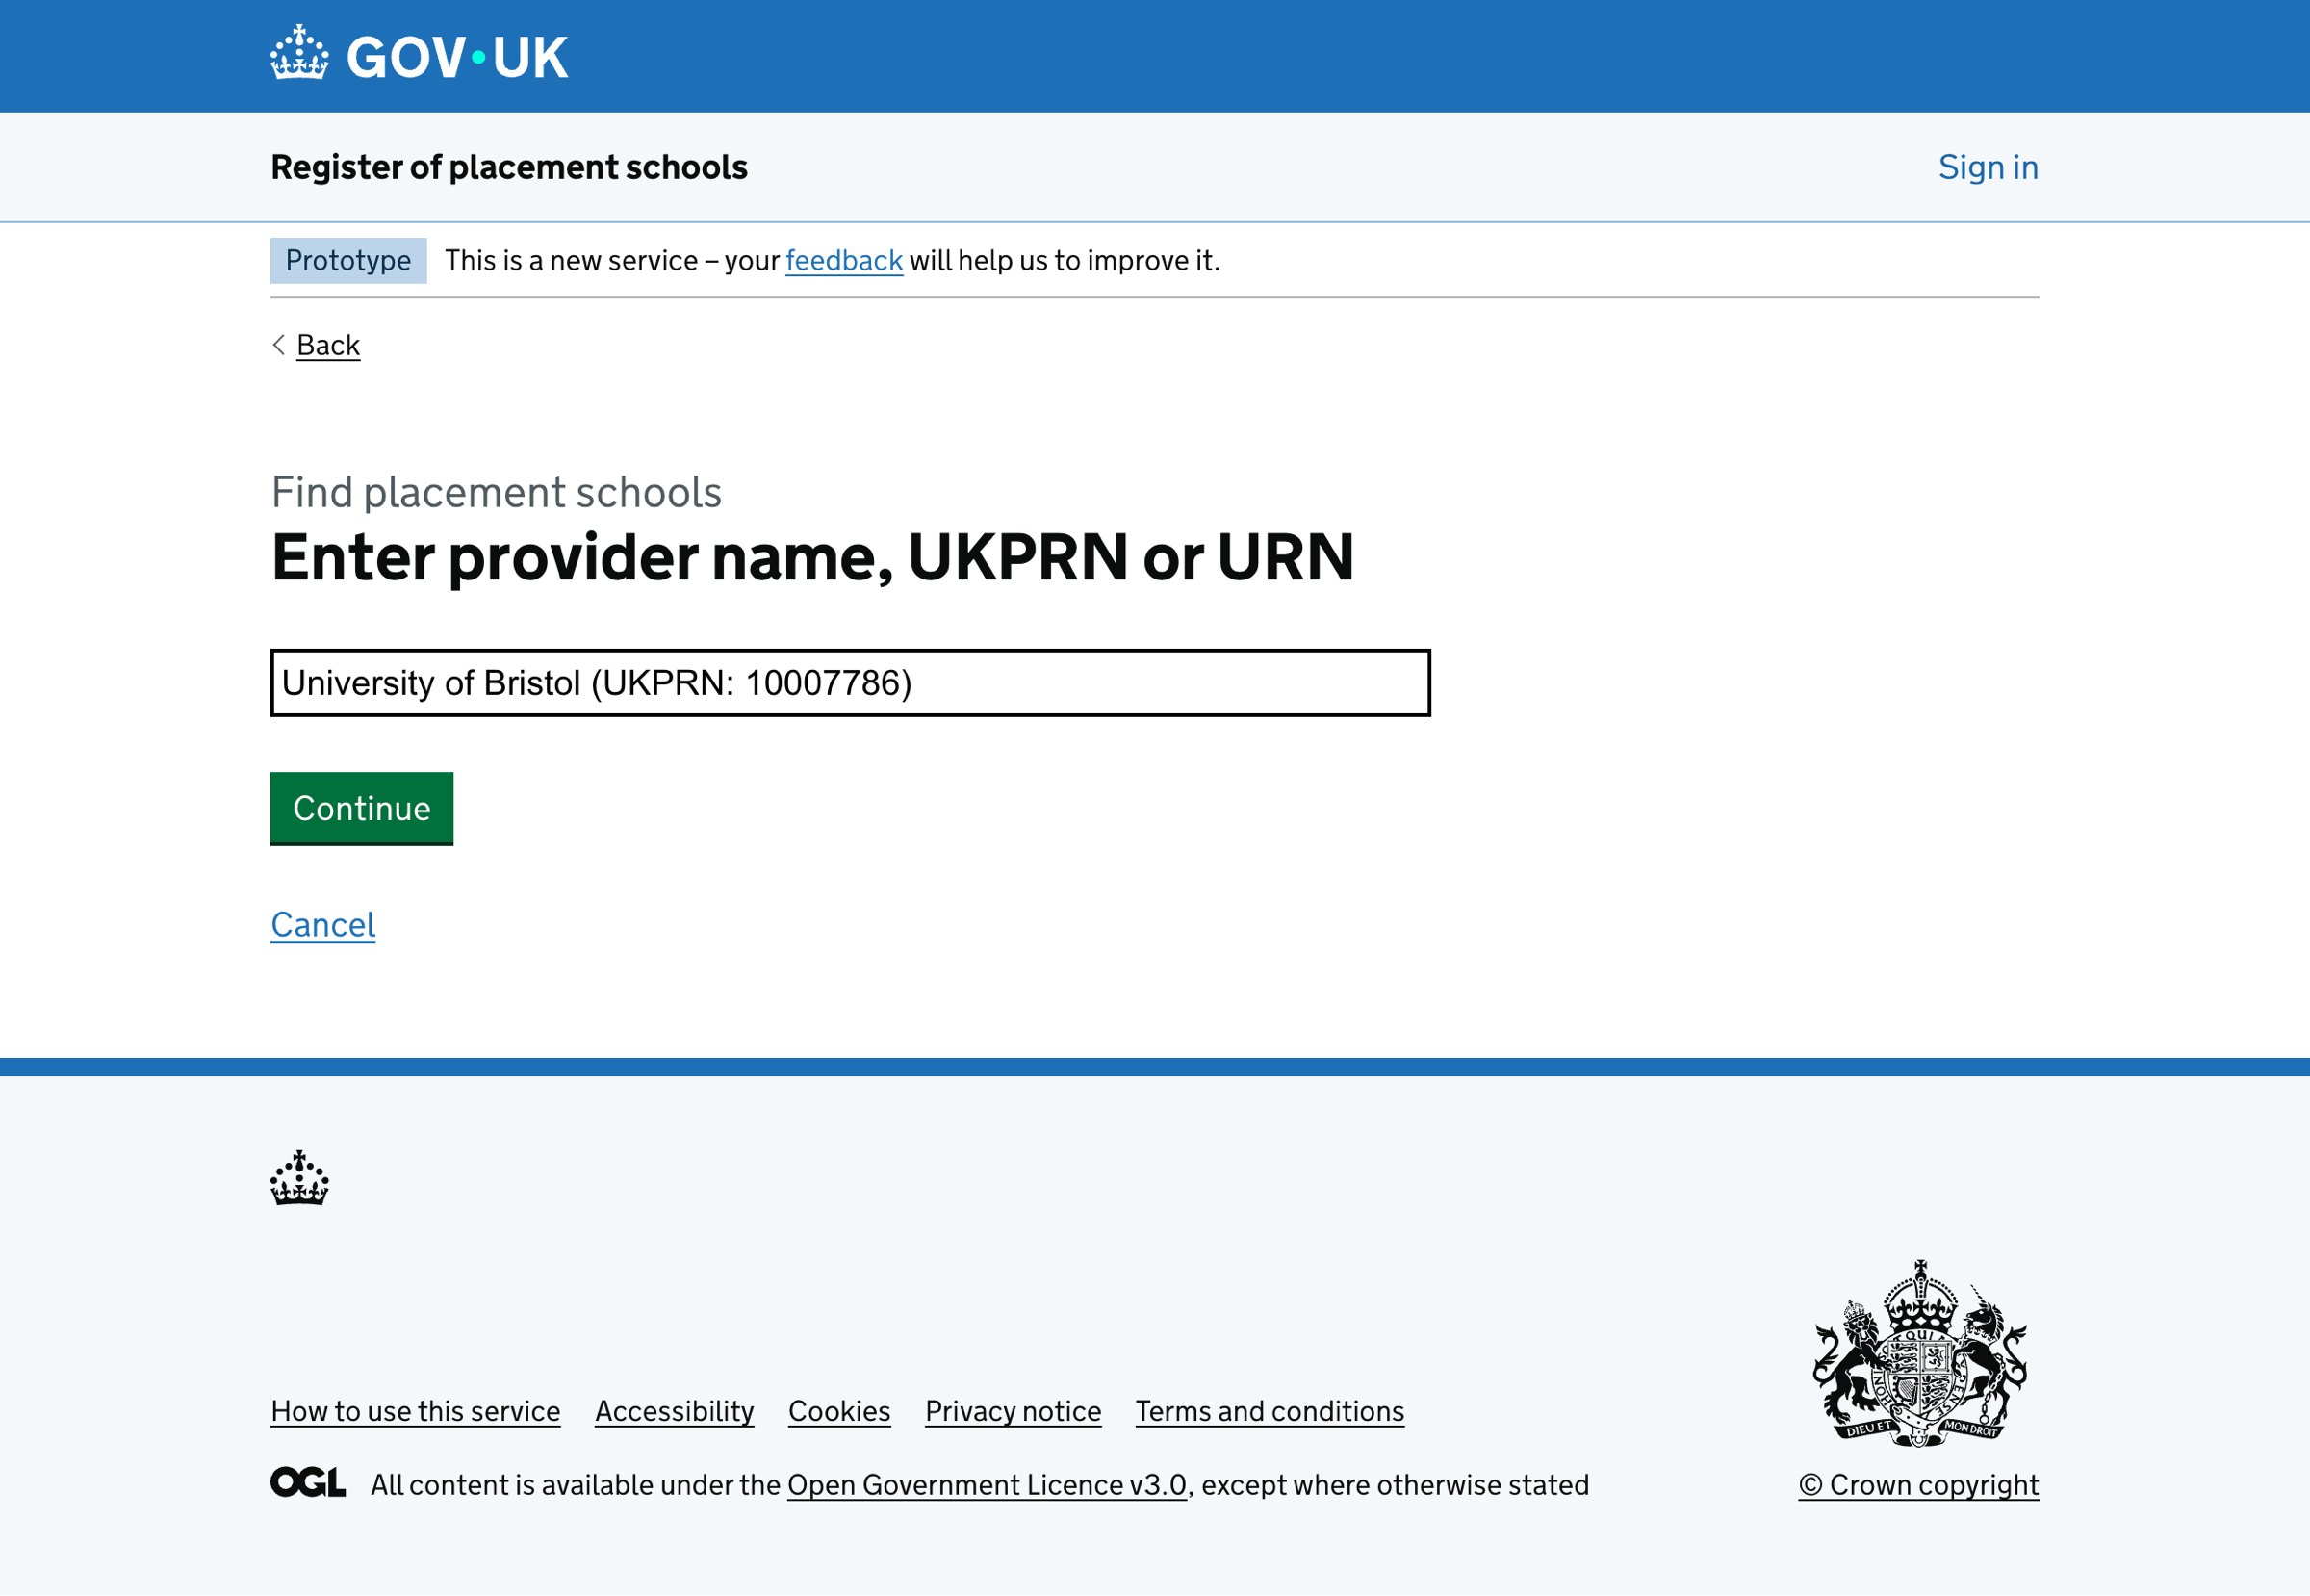 GOV·UK
Register of placement schools
Sign in
Prototype
This is a new service – your feedback will help us to improve it.
Back
Find placement schools
Enter provider name, UKPRN or URN
University of Bristol (UKPRN: 10007786)
Continue
Cancel
How to use this service
Accessibility
Cookies
Privacy notice
Terms and conditions
OGL
All content is available under the Open Government Licence v3.0, except where otherwise stated
DIEU ET MON DROIT
© Crown copyright